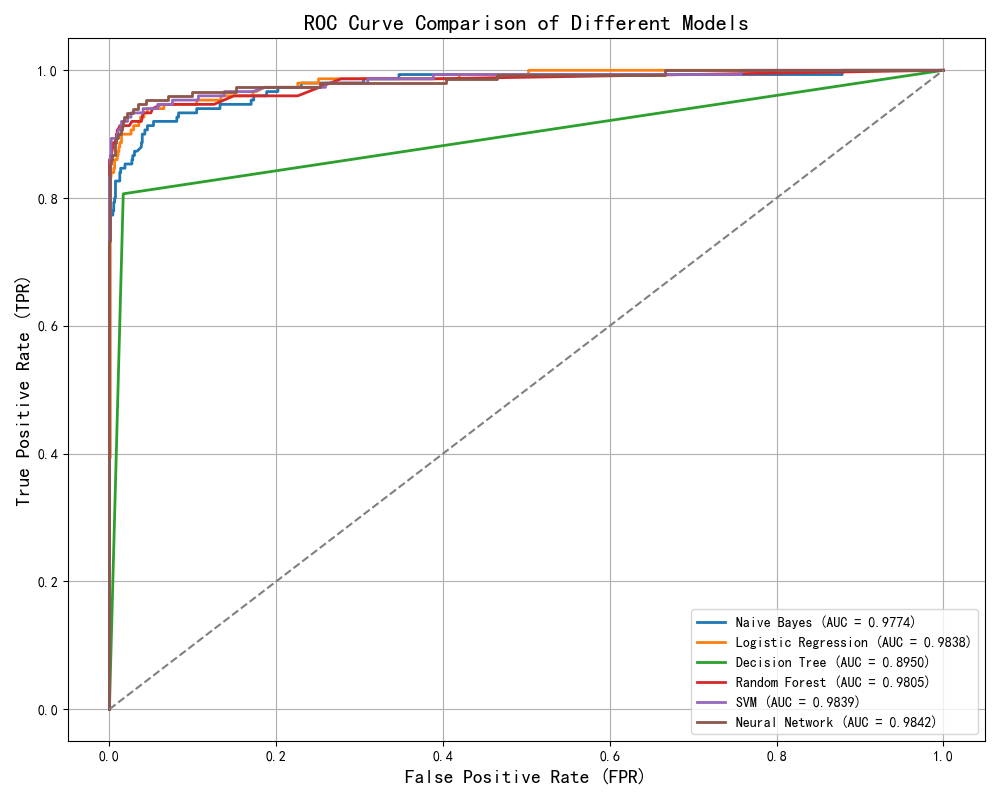 ROC Curve Comparison of Different Models
True Positive Rate (TPR)
1.0
0.8
0.6
0.4
0.2
0.0
Naive Bayes (AUC = 0.9774)
Logistic Regression (AUC = 0.9838)
Decision Tree (AUC = 0.8950)
Random Forest (AUC = 0.9805)
SVM (AUC = 0.9839)
Neural Network (AUC = 0.9842)
0.0 0.2 0.4 0.6 0.8 1.0
False Positive Rate (FPR)